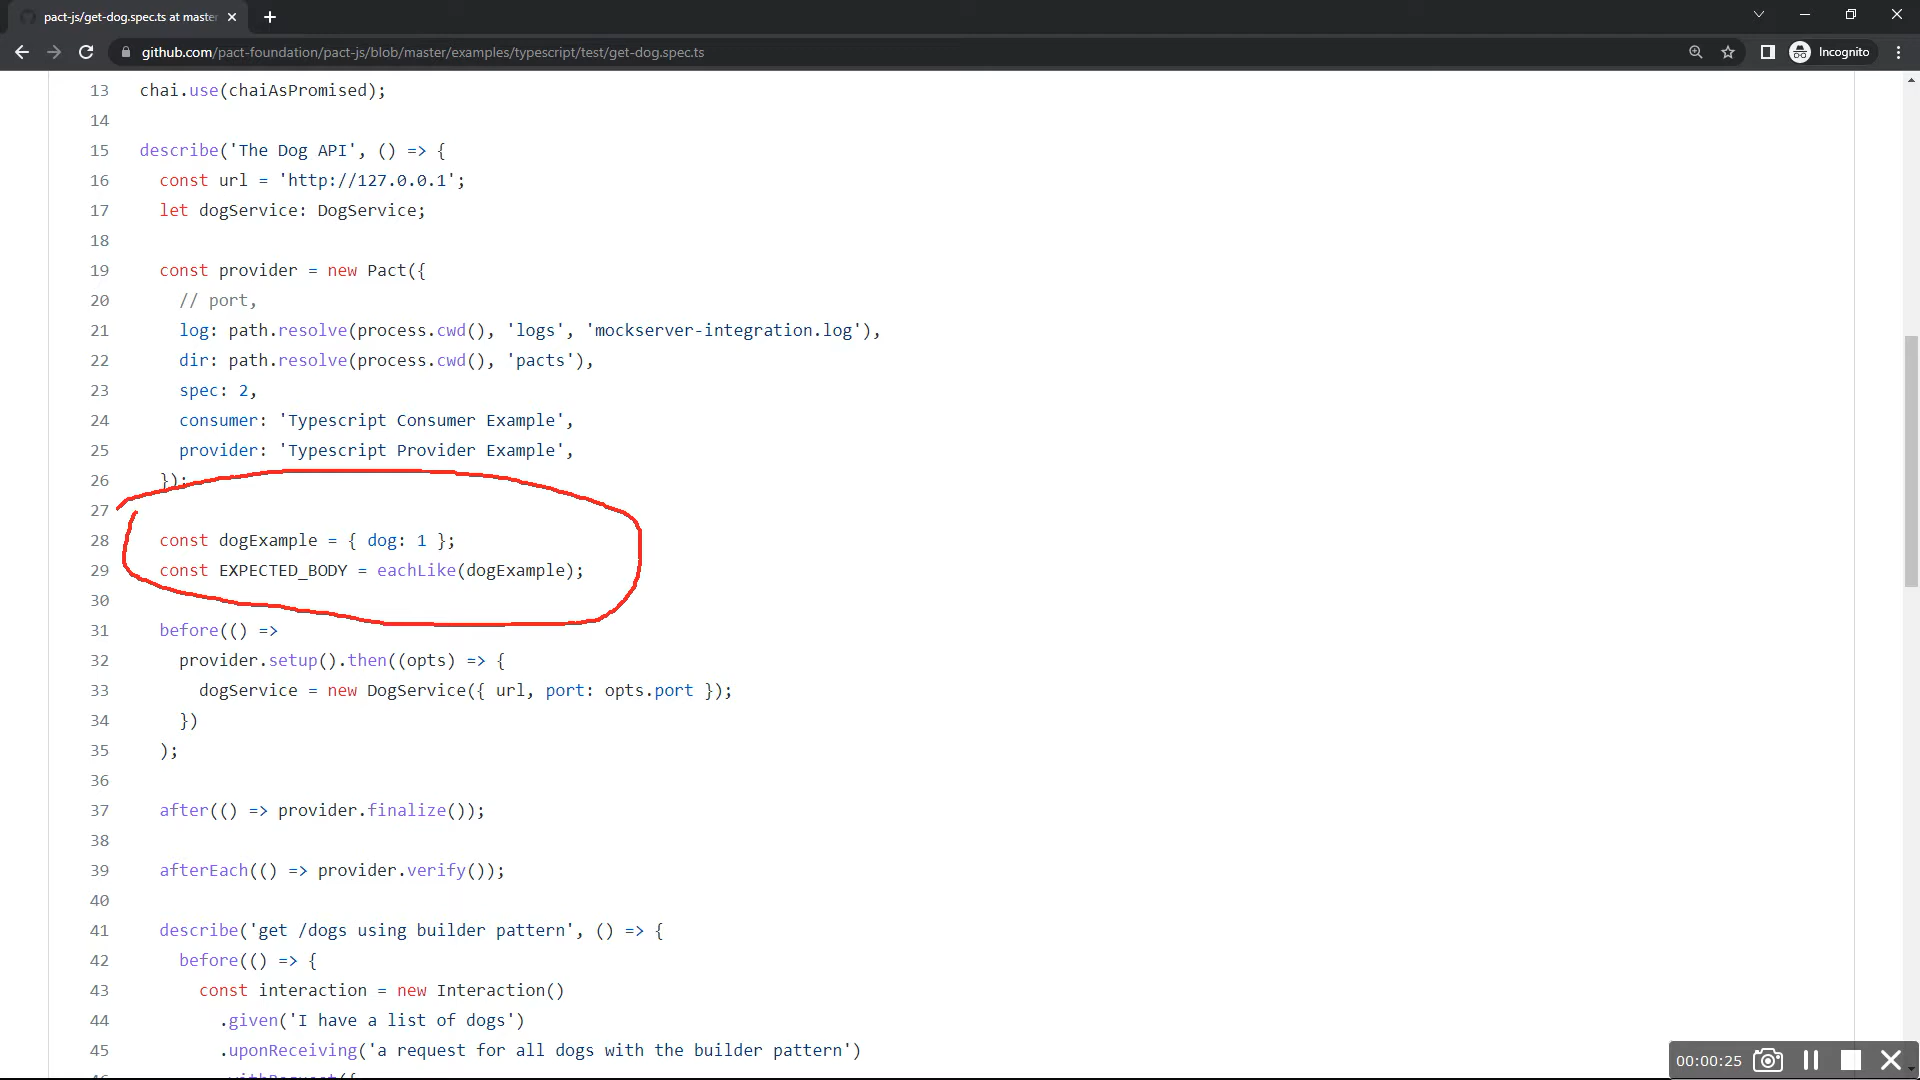 pact-js/get-dog.spec.ts at master
github.com/pact-foundation/pact-js/blob/master/examples/typescript/test/get-dog.spec.ts
Incognito
13 chai.use(chaiAsPromised);
14
15 describe('The Dog API', () => {
16 const url = 'http://127.0.0.1';
17 let dogService: DogService;
18
19 const provider = new Pact({
20 // port,
21 log: path.resolve(process.cwd(), 'logs', 'mockserver-integration.log'),
22 dir: path.resolve(process.cwd(), 'pacts'),
23 spec: 2,
24 consumer: 'Typescript Consumer Example',
25 provider: 'Typescript Provider Example',
26 });
27
28 const dogExample = { dog: 1 };
29 const EXPECTED_BODY = eachLike(dogExample);
30
31 before(() =>
32 provider.setup().then((opts) => {
33 dogService = new DogService({ url, port: opts.port });
34 })
35 );
36
37 after(() => provider.finalize());
38
39 afterEach(() => provider.verify());
40
41 describe('get /dogs using builder pattern', () => {
42 before(() => {
43 const interaction = new Interaction()
44 .given('I have a list of dogs')
45 .uponReceiving('a request for all dogs with the builder pattern')
00:00:25